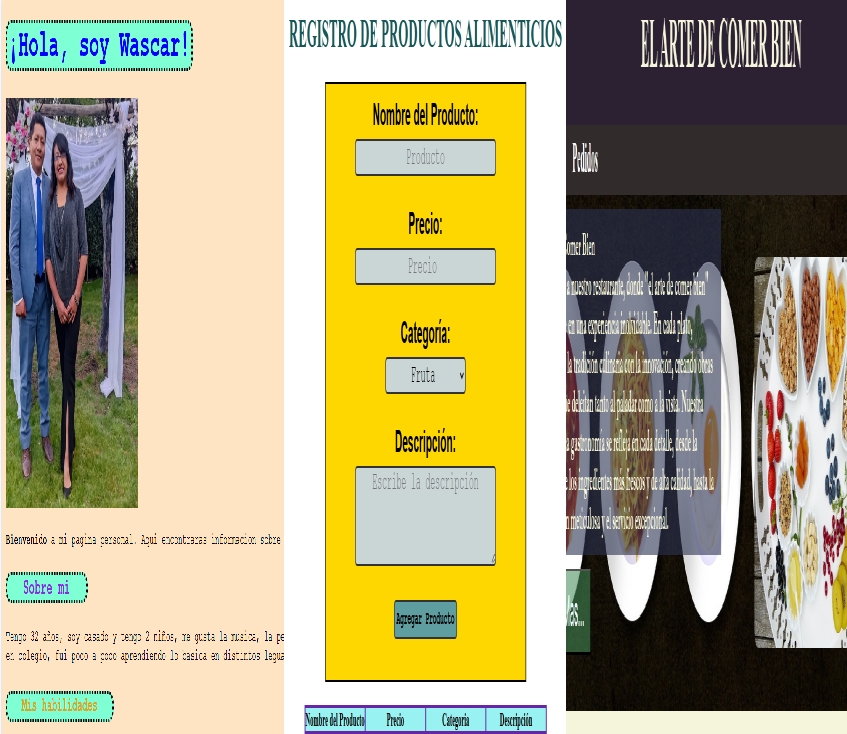 ¡Hola, soy Wascar!
Bienvenido a mi pagina personal. Aqui encontraras informacion sobre
Sobre mi
Tengo 32 años, soy casado y tengo 2 niños, me gusta la musica, la pe
en colegio, fui poco a poco aprendiendo lo
en distintos
Mis habilidades
REGISTRO DE PRODUCTOS ALIMENTICIOS
Nombre del Producto:
Producto
Precio:
Precio
Categoría:
Fruta
Descripción:
Escribe la descripción
Agregar Producto
Nombre del Producto Precio Categoria Descripción
EL ARTE DE COMER BIEN
Pedidos
Comer Bien
a nuestro restaurante, donde "el arte de comer bien"
en una experiencia inolvidable. En cada plato,
la tradición culinaria con la innovación, creando obras
e deleitan tanto al paladar como a la vista. Nuestra
a gastronomía se refleja en cada detalle, desde la
e los ingredientes más frescos y de alta calidad, hasta la
n meticulosa y el servicio excepcional.